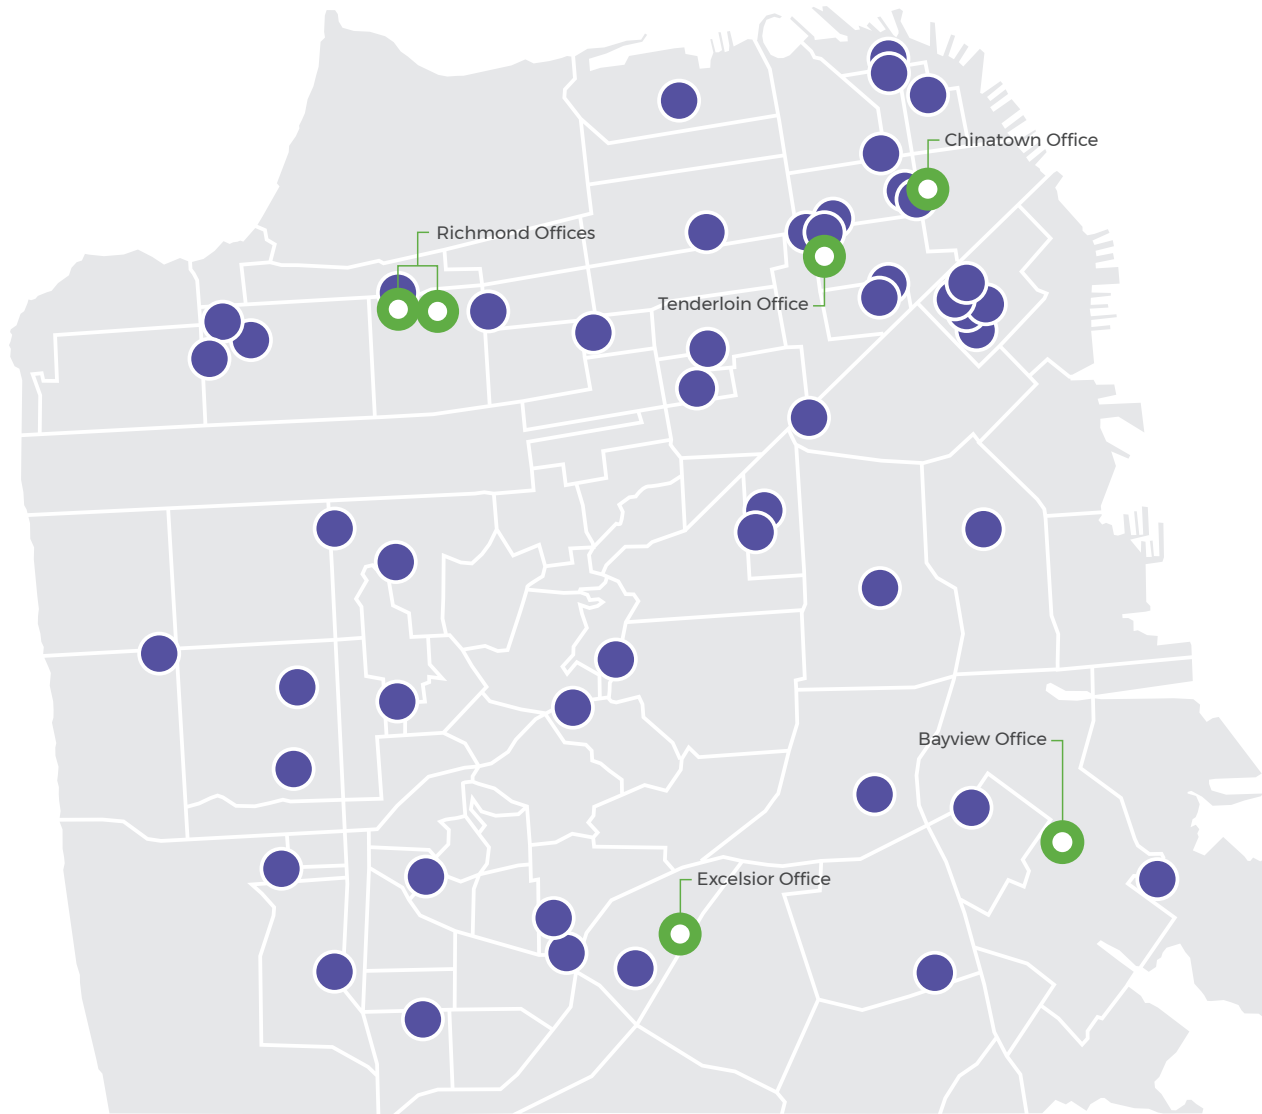 Chinatown Office
Richmond Offices
Tenderloin Office
Bayview Office
Excelsior Office